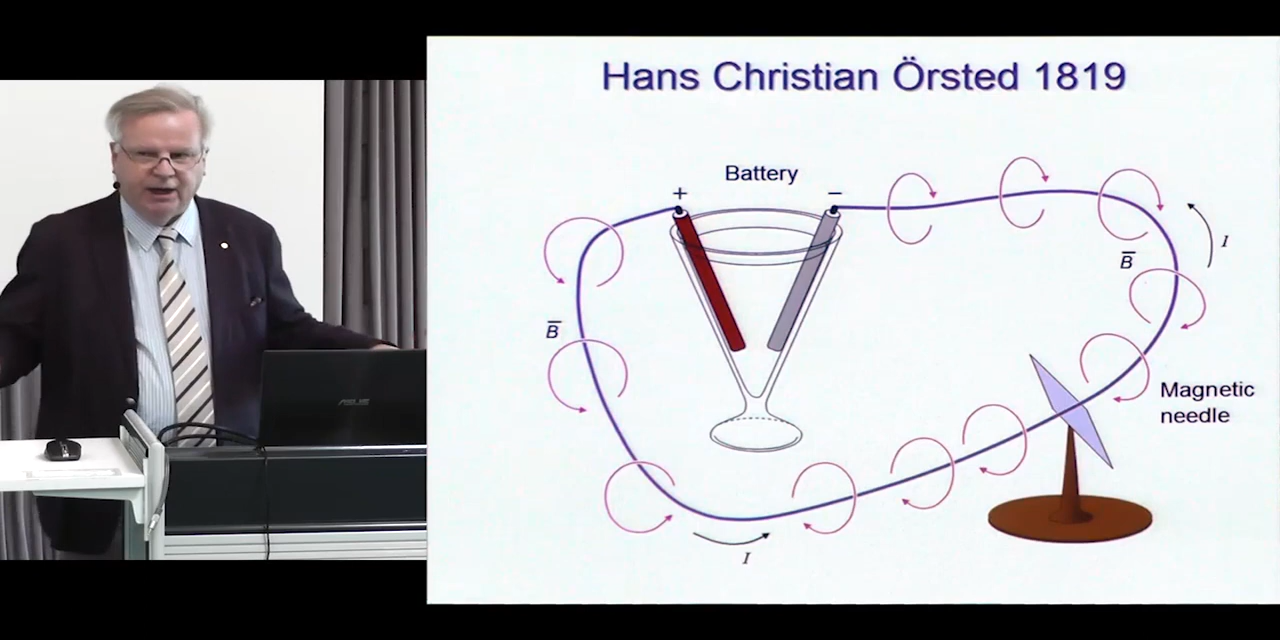 Hans Christian Örsted 1819
Battery
+
−
B̅
I
B̅
Magnetic
needle
I
ASUS